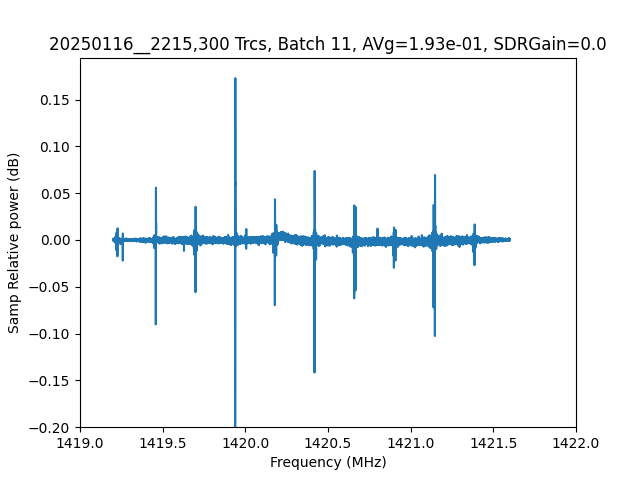 20250116__2215,300 Trcs, Batch 11, AVg=1.93e-01, SDRGain=0.0
0.15
0.10
0.05
0.00
−0.05
−0.10
−0.15
−0.20
Samp Relative power (dB)
1419.0 1419.5 1420.0 1420.5 1421.0 1421.5 1422.0
Frequency (MHz)